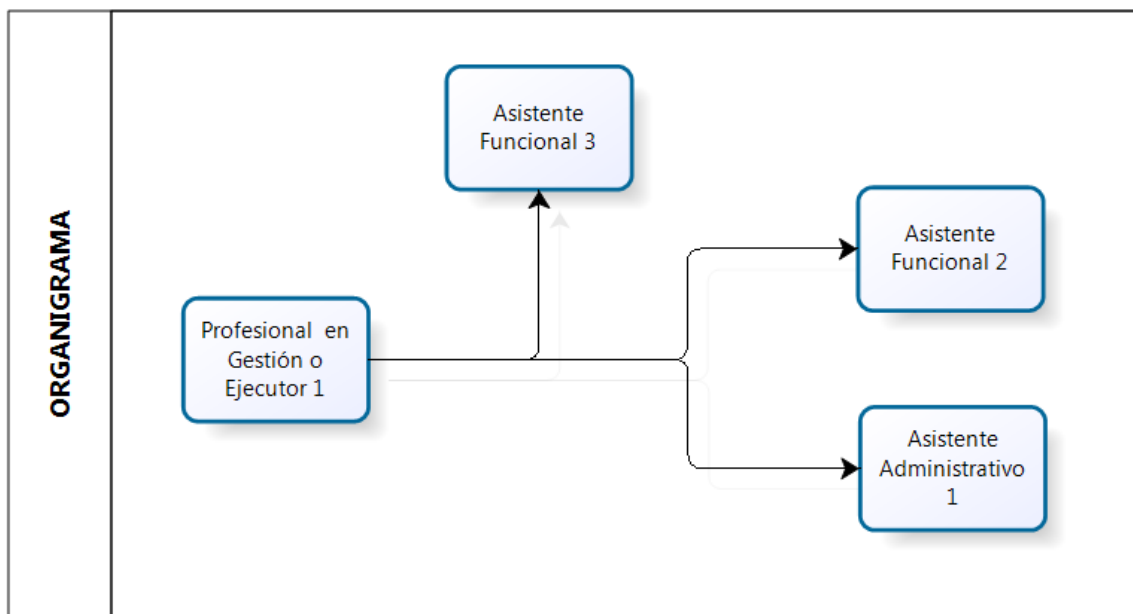 ORGANIGRAMA
Asistente
Funcional 3
Asistente
Funcional 2
Profesional en
Gestión o
Ejecutor 1
Asistente
Administrativo
1